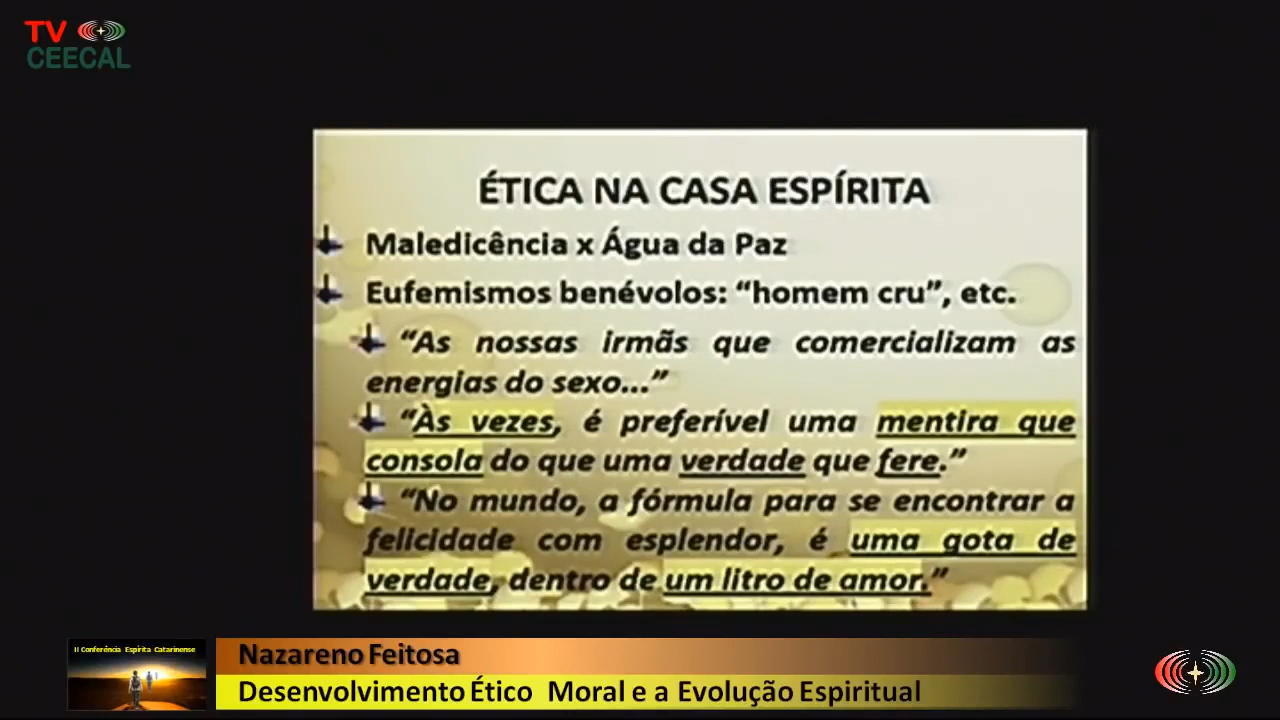 TV
CEECAL
ÉTICA NA CASA ESPÍRITA
Maledicência x Água da Paz
Eufemismos benévolos: “homem cru”, etc.
“As nossas irmãs que comercializam as
energias do sexo...”
“Às vezes, é preferível uma mentira que
consola do que uma verdade que fere.”
“No mundo, a fórmula para se encontrar a
felicidade com esplendor, é uma gota de
verdade, dentro de um litro de amor.”
II Conferência Espírita Catarinense
Nazareno Feitosa
Desenvolvimento Ético Moral e a Evolução Espiritual